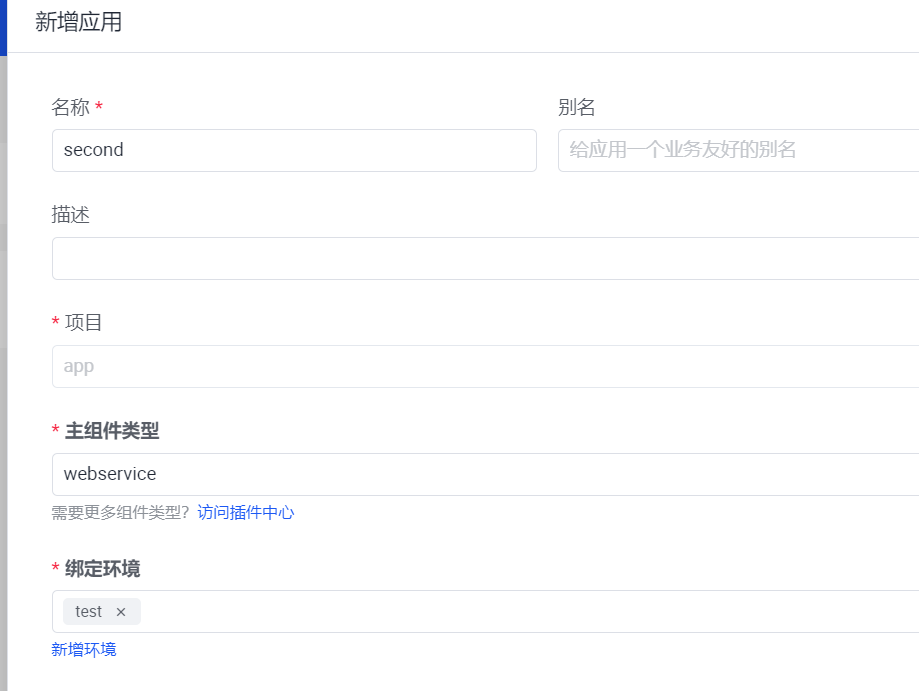 新增应用
名称 *
别名
second
给应用一个业务友好的别名
描述
* 项目
app
* 主组件类型
webservice
需要更多组件类型? 访问插件中心
* 绑定环境
test ×
新增环境